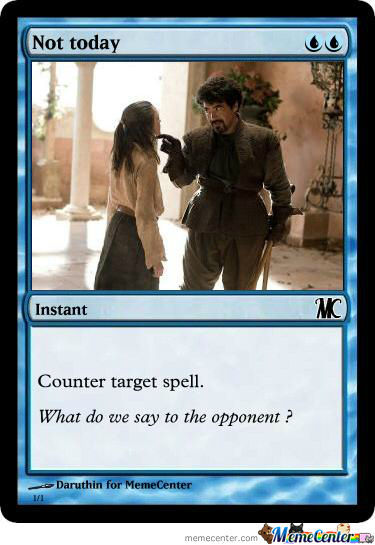 Not today
Instant
MC
Counter target spell.
What do we say to the opponent ?
Daruthin for MemeCenter
1/1
memecenter.com
MemeCenter